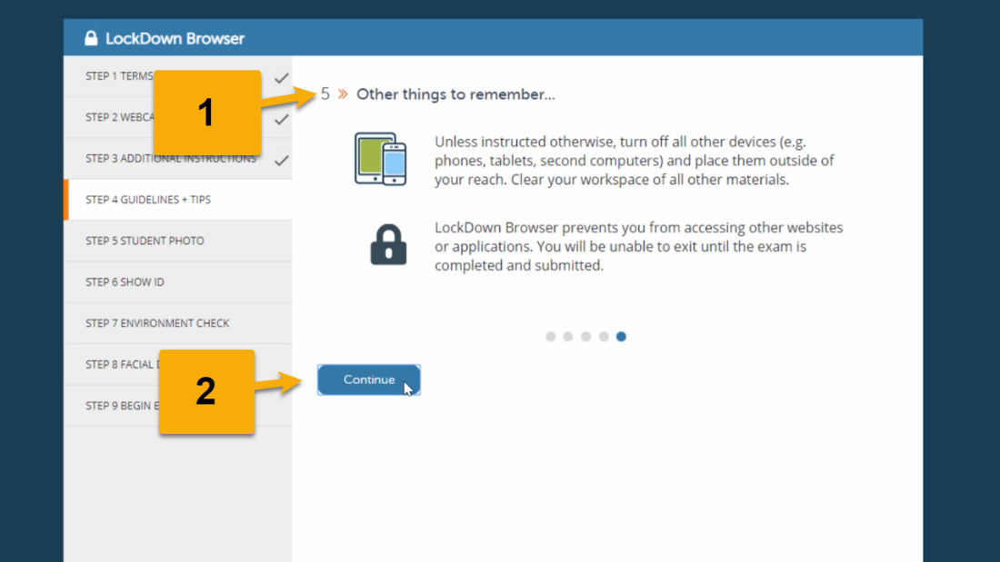 LockDown Browser
STEP 1 TERMS
STEP 2 WEBCA
STEP 3 ADDITIONAL INSTRUCTIONS
STEP 4 GUIDELINES + TIPS
STEP 5 STUDENT PHOTO
STEP 6 SHOW ID
STEP 7 ENVIRONMENT CHECK
STEP 8 FACIAL
STEP 9 BEGIN
1
2
5 » Other things to remember...
Unless instructed otherwise, turn off all other devices (e.g.
phones, tablets, second computers) and place them outside of
your reach. Clear your workspace of all other materials.
LockDown Browser prevents you from accessing other websites
or applications. You will be unable to exit until the exam is
completed and submitted.
Continue